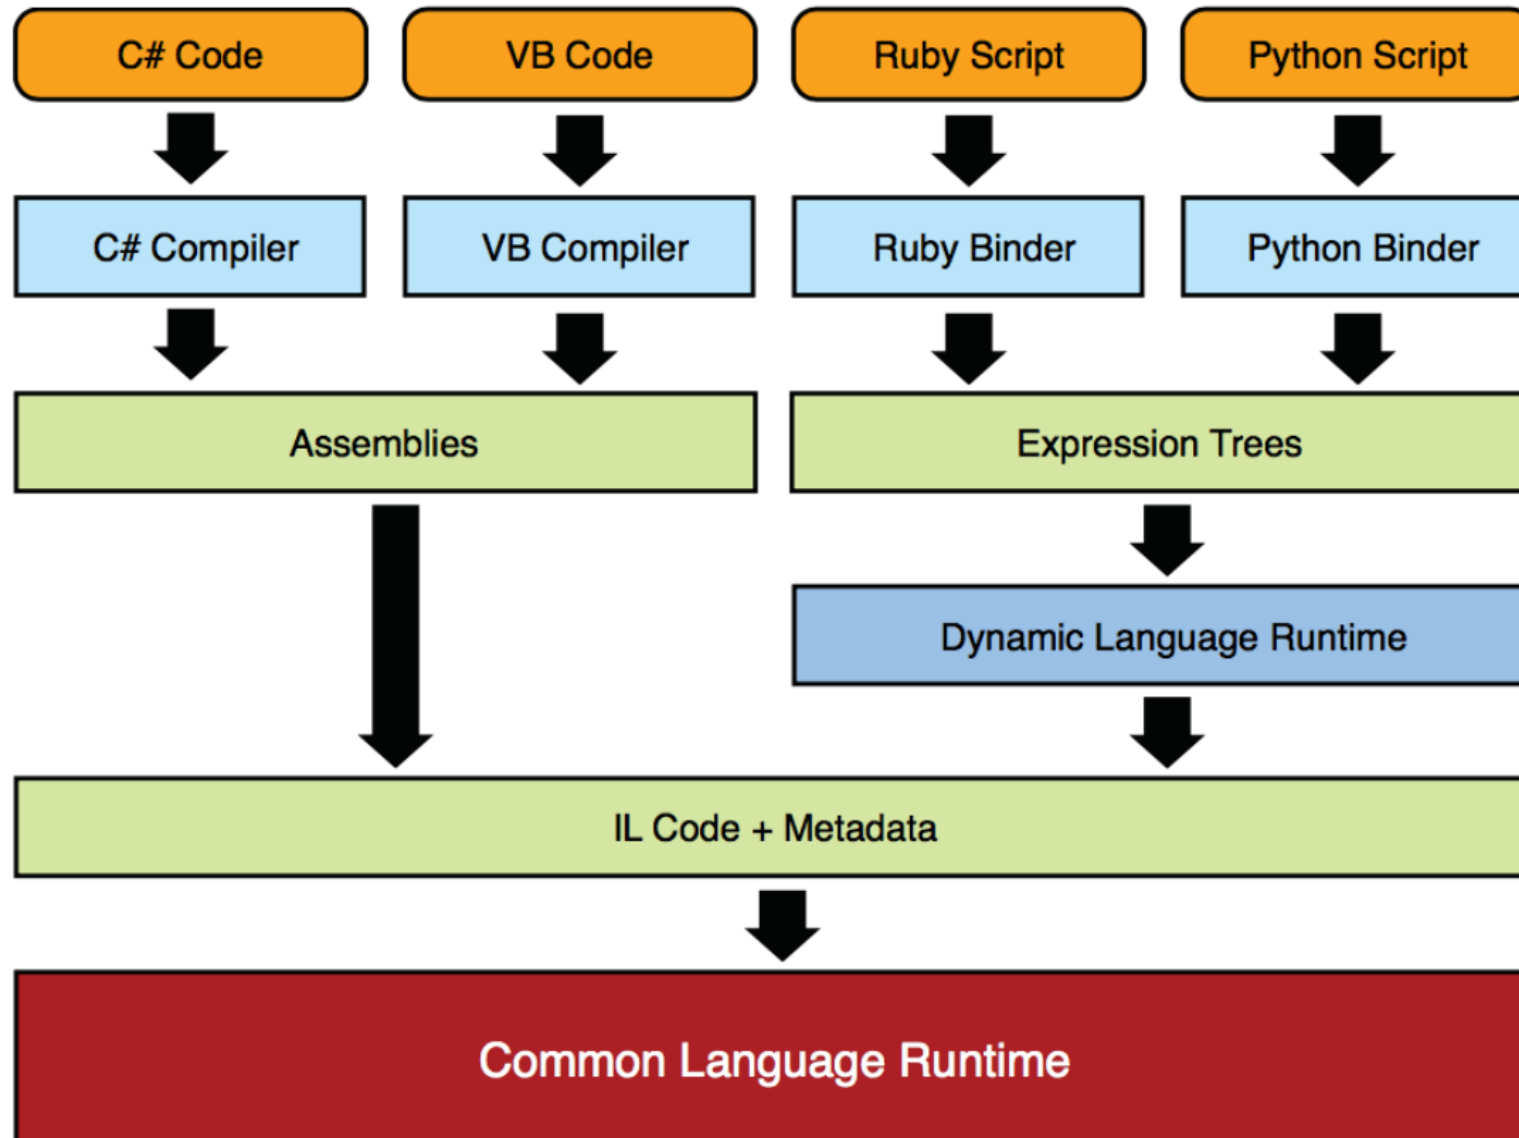 C# Code
VB Code
Ruby Script
Python Script
C# Compiler
VB Compiler
Ruby Binder
Python Binder
Assemblies
Expression Trees
Dynamic Language Runtime
IL Code + Metadata
Common Language Runtime